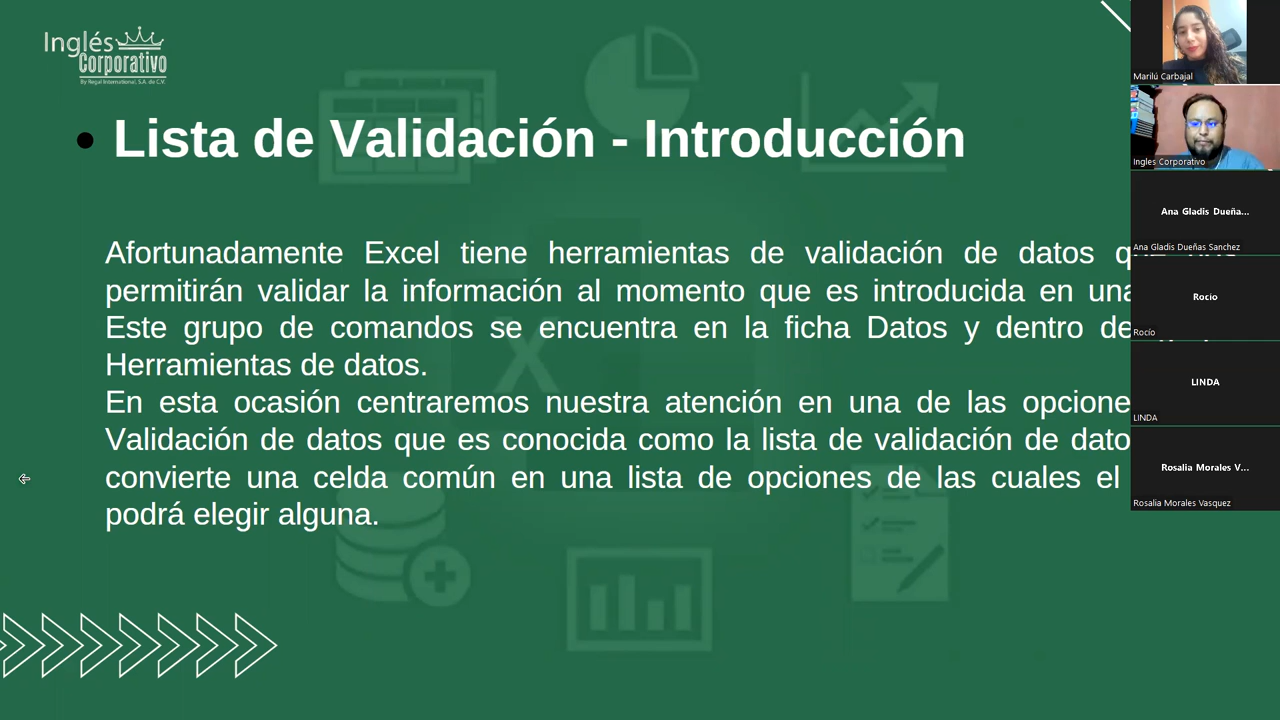 Inglés
Corporativo
By Regal International, S.A. de C.V.
• Lista de Validación - Introducción
Afortunadamente Excel tiene herramientas de validación de datos
permitirán validar la información al momento que es introducida en una
Este grupo de comandos se encuentra en la ficha Datos y dentro de
Herramientas de datos.
En esta ocasión centraremos nuestra atención en una de las opcione
Validación de datos que es conocida como la lista de validación de dato
convierte una celda común en una lista de opciones de las cuales el
podrá elegir alguna.
Marilú Carbajal
Ingles Corporativo
Ana Gladis Dueña...
Ana Gladis Dueñas Sanchez
Rocío
Rocío
LINDA
LINDA
Rosalia Morales V...
Rosalia Morales Vasquez